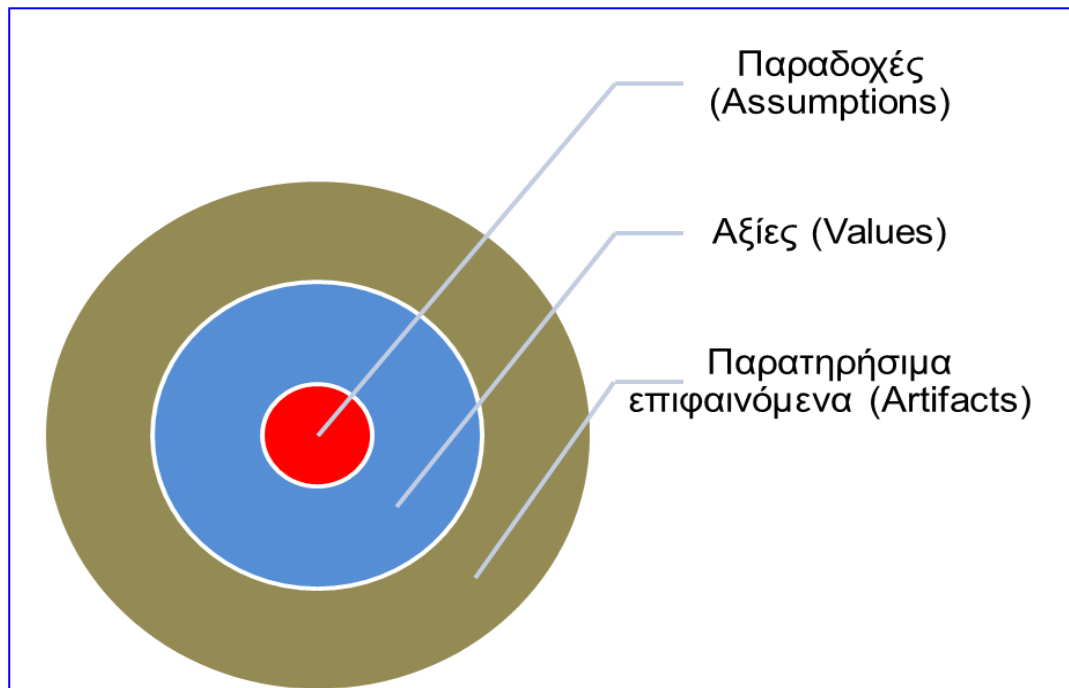 Παραδοχές
(Assumptions)
Αξίες (Values)
Παρατηρήσιμα
επιφαινόμενα (Artifacts)